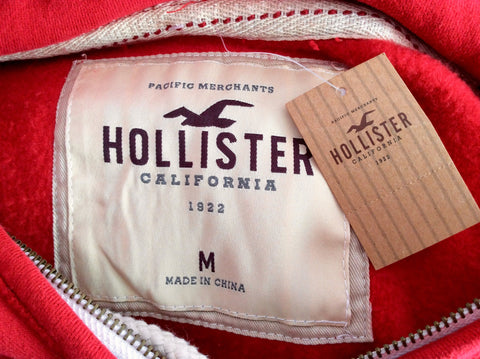 PACIFIC MERCHANTS
HOLLISTER
CALIFORNIA
1922
M
MADE IN CHINA
PACIFIC MERCHANTS
HOLLISTER
CALIFORNIA
1922